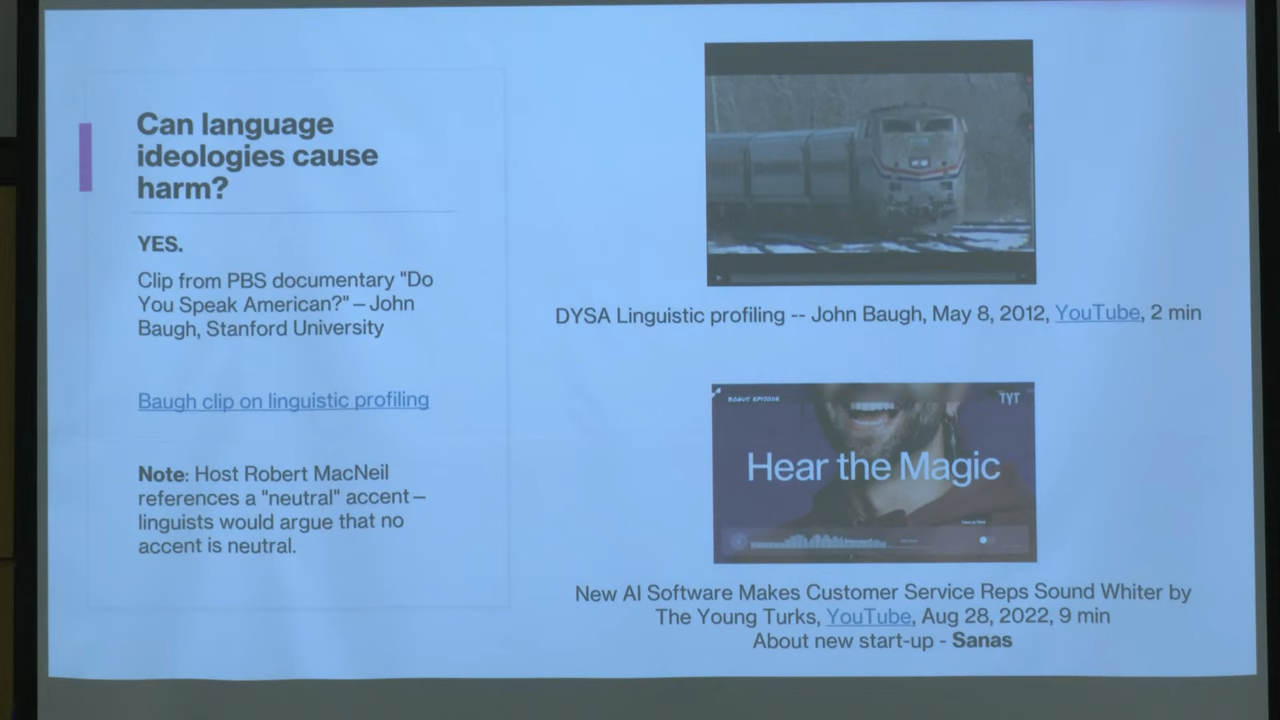 Can language
ideologies cause
harm?
YES.
Clip from PBS documentary "Do
You Speak American?" – John
Baugh, Stanford University
Baugh clip on linguistic profiling
Note: Host Robert MacNeil
references a "neutral" accent –
linguists would argue that no
accent is neutral.
DYSA Linguistic profiling -- John Baugh, May 8, 2012, YouTube, 2 min
BONUS EPISODE
TYT
Hear the Magic
New AI Software Makes Customer Service Reps Sound Whiter by
The Young Turks, YouTube, Aug 28, 2022, 9 min
About new start-up - Sanas